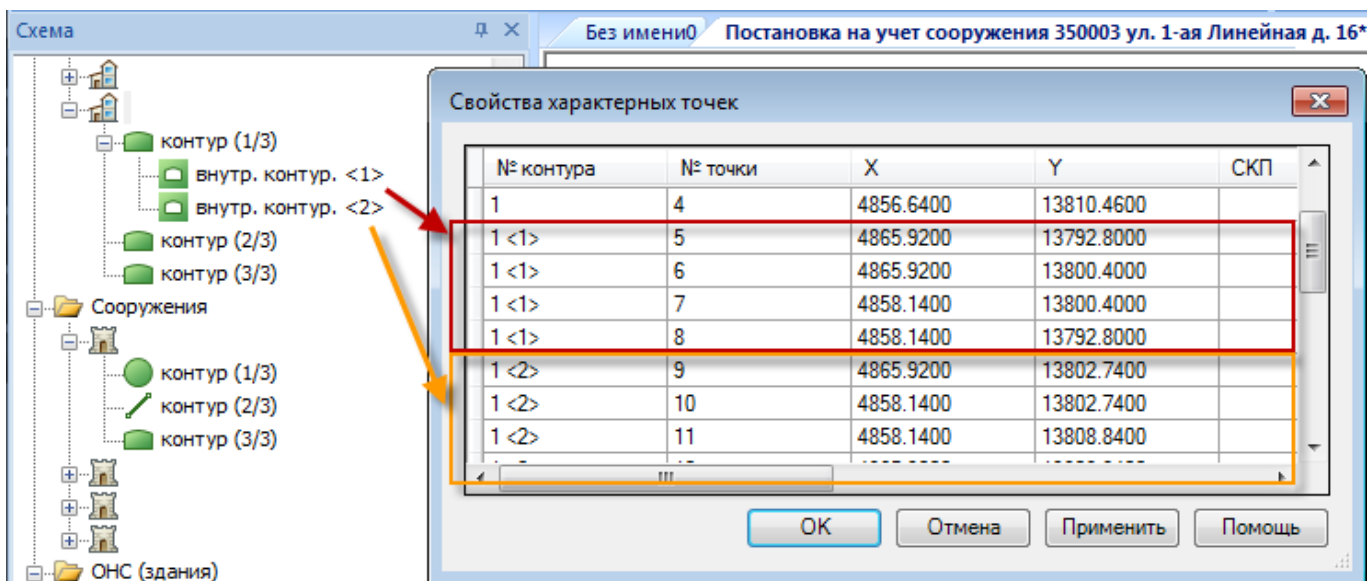 Схема
Без имени0 Постановка на учет сооружения 350003 ул. 1-ая Линейная д. 16*
контур (1/3)
внутр. контур. <1>
внутр. контур. <2>
контур (2/3)
контур (3/3)
Сооружения
контур (1/3)
контур (2/3)
контур (3/3)
ОНС (здания)
Свойства характерных точек
№ контура № точки X Y СКП
1 4 4856.6400 13810.4600
1 <1> 5 4865.9200 13792.8000
1 <1> 6 4865.9200 13800.4000
1 <1> 7 4858.1400 13800.4000
1 <1> 8 4858.1400 13792.8000
1 <2> 9 4865.9200 13802.7400
1 <2> 10 4858.1400 13802.7400
1 <2> 11 4858.1400 13808.8400
OK Отмена Применить Помощь